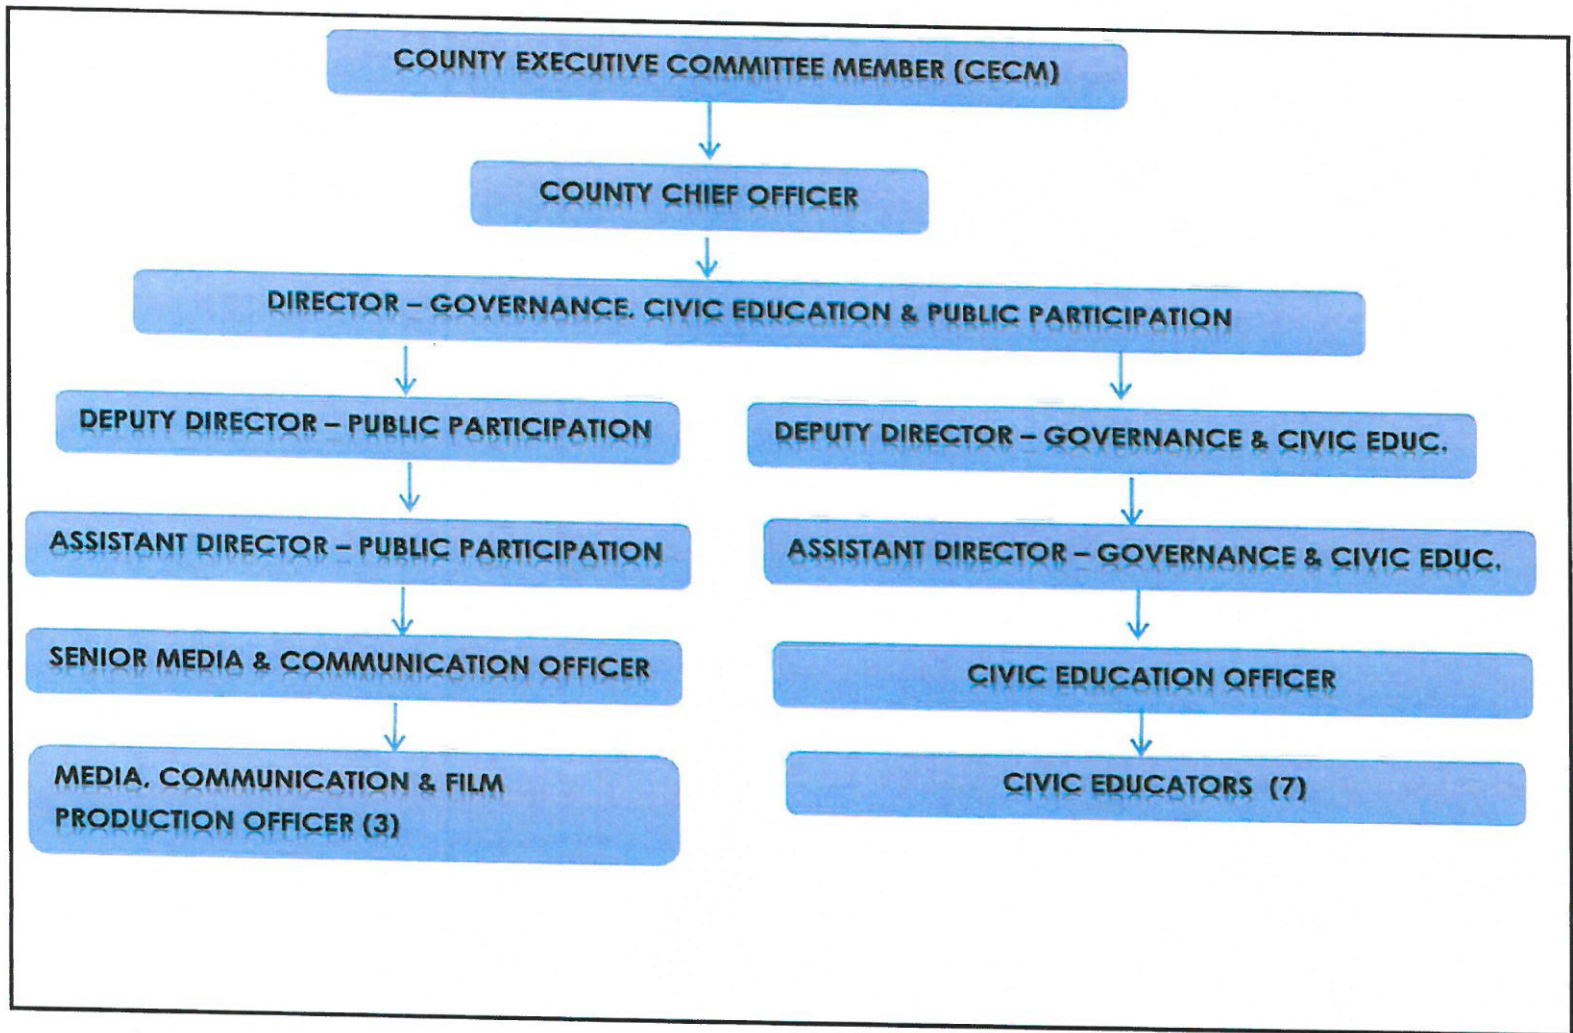 COUNTY EXECUTIVE COMMITTEE MEMBER (CECM)
COUNTY CHIEF OFFICER
DIRECTOR – GOVERNANCE, CIVIC EDUCATION & PUBLIC PARTICIPATION
DEPUTY DIRECTOR – PUBLIC PARTICIPATION
DEPUTY DIRECTOR – GOVERNANCE & CIVIC EDUC.
ASSISTANT DIRECTOR – PUBLIC PARTICIPATION
ASSISTANT DIRECTOR – GOVERNANCE & CIVIC EDUC.
SENIOR MEDIA & COMMUNICATION OFFICER
CIVIC EDUCATION OFFICER
MEDIA, COMMUNICATION & FILM
PRODUCTION OFFICER (3)
CIVIC EDUCATORS (7)